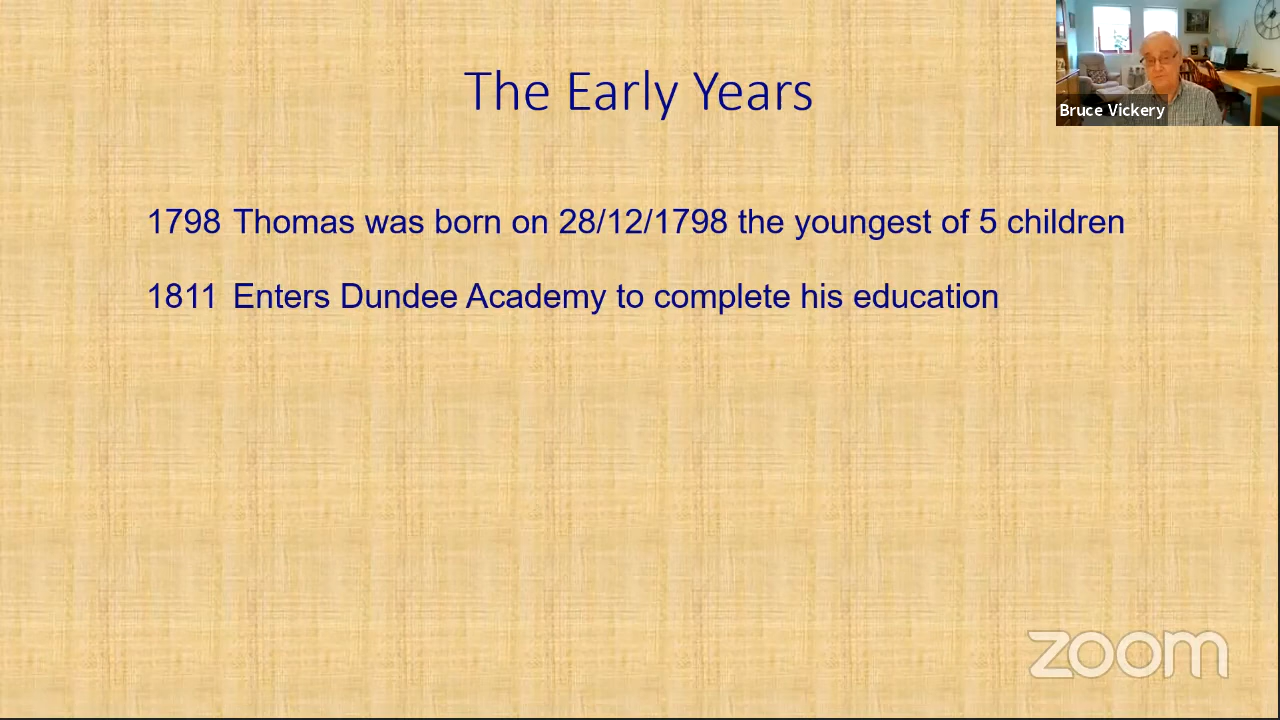 The Early Years
Bruce Vickery
1798 Thomas was born on 28/12/1798 the youngest of 5 children
1811 Enters Dundee Academy to complete his education
zoom